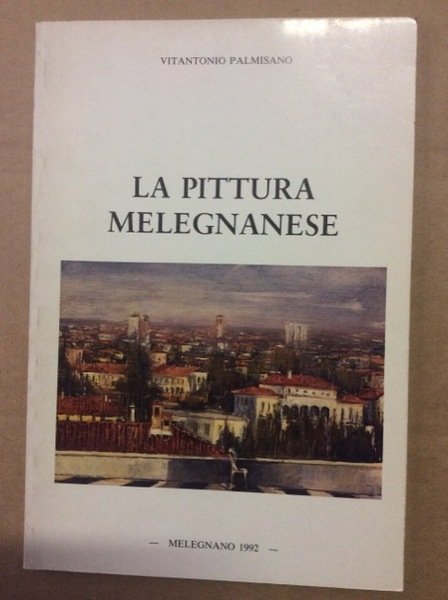 VITANTONIO PALMISANO
LA PITTURA
MELEGNANESE
— MELEGNANO 1992 —